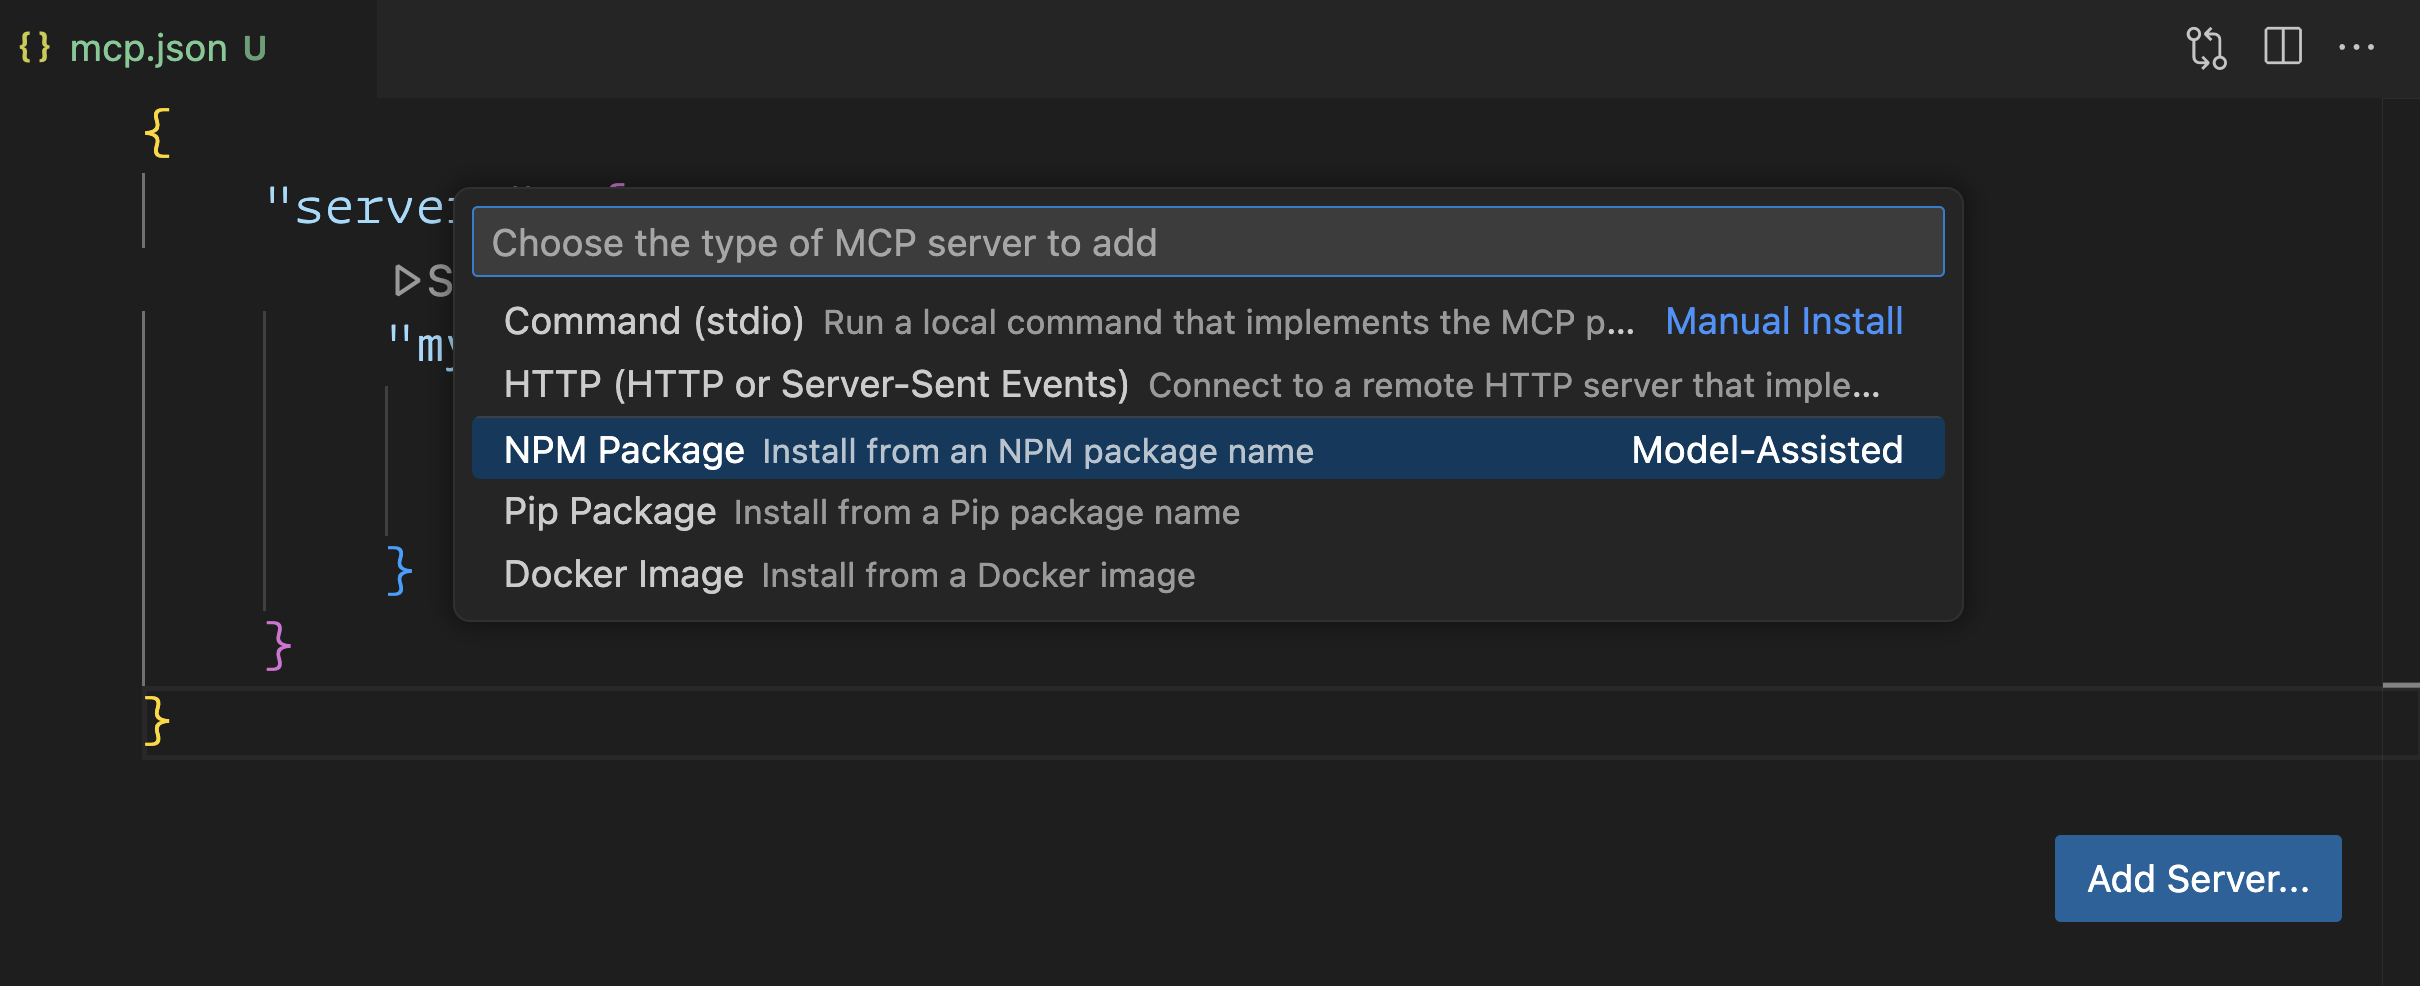 {} mcp.json U
{
Choose the type of MCP server to add
Command (stdio) Run a local command that implements the MCP p... Manual Install
HTTP (HTTP or Server-Sent Events) Connect to a remote HTTP server that imple...
NPM Package Install from an NPM package name Model-Assisted
Pip Package Install from a Pip package name
Docker Image Install from a Docker image
}
}
}
Add Server...